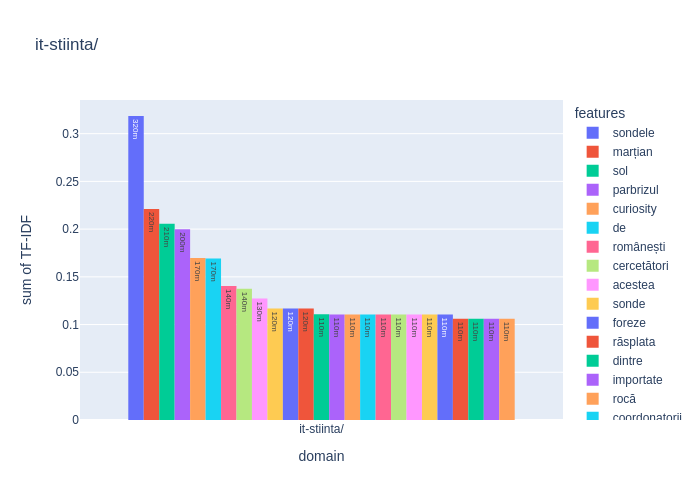 it-stiinta/
features
sondele
marțian
sol
parbrizul
curiosity
de
românești
cercetători
acestea
sonde
foreze
răsplata
dintre
importate
rocă
coordonatorii
sum of TF-IDF
0.3
0.25
0.2
0.15
0.1
0.05
0
320m
220m
210m
200m
170m
170m
140m
140m
130m
120m
120m
120m
110m
110m
110m
110m
110m
110m
110m
110m
110m
110m
110m
110m
110m
it-stiinta/
domain